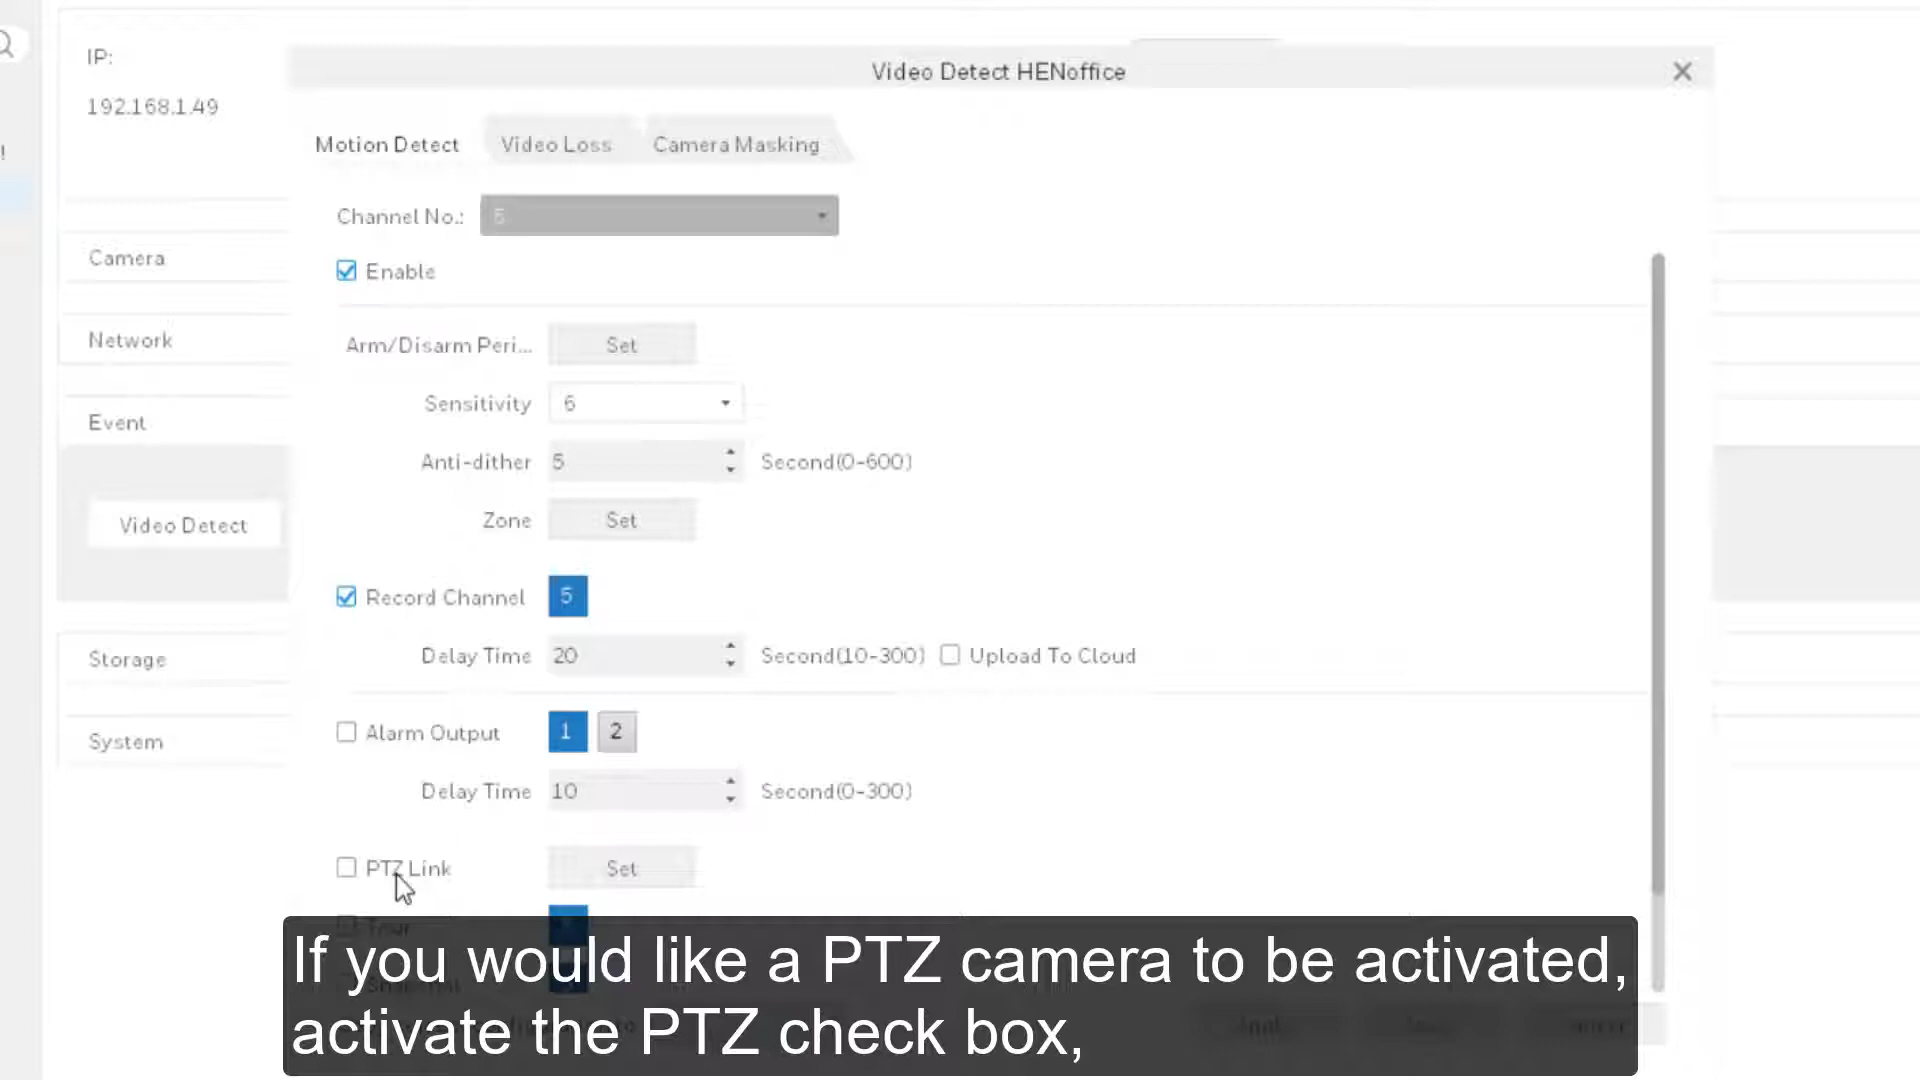 Video Detect HENoffice
IP:
192.168.1.49
!
Motion Detect
Video Loss
Camera Masking
Channel No.:
5
Enable
Camera
Network
Event
Video Detect
Storage
System
Arm/Disarm Peri...
Set
Sensitivity
6
Anti-dither
5
Second(0-600)
Zone
Set
Record Channel
5
Delay Time
20
Second(10-300)
Upload To Cloud
Alarm Output
1
2
Delay Time
10
Second(0-300)
PTZ Link
Set
Tour
If you would like a PTZ camera to be activated,
activate the PTZ check box,